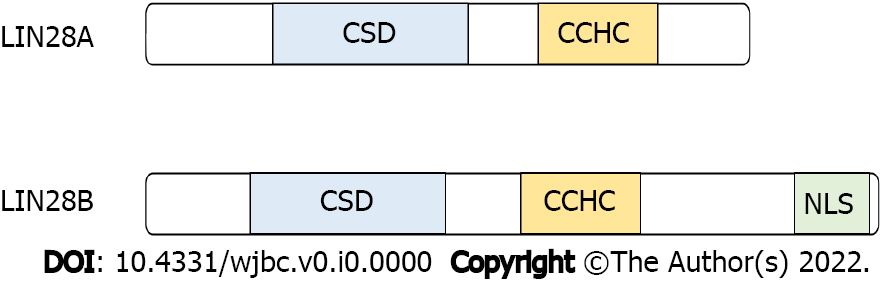 LIN28A CSD CCHC
LIN28B CSD CCHC NLS
DOI: 10.4331/wjbc.v0.i0.0000 Copyright ©The Author(s) 2022.